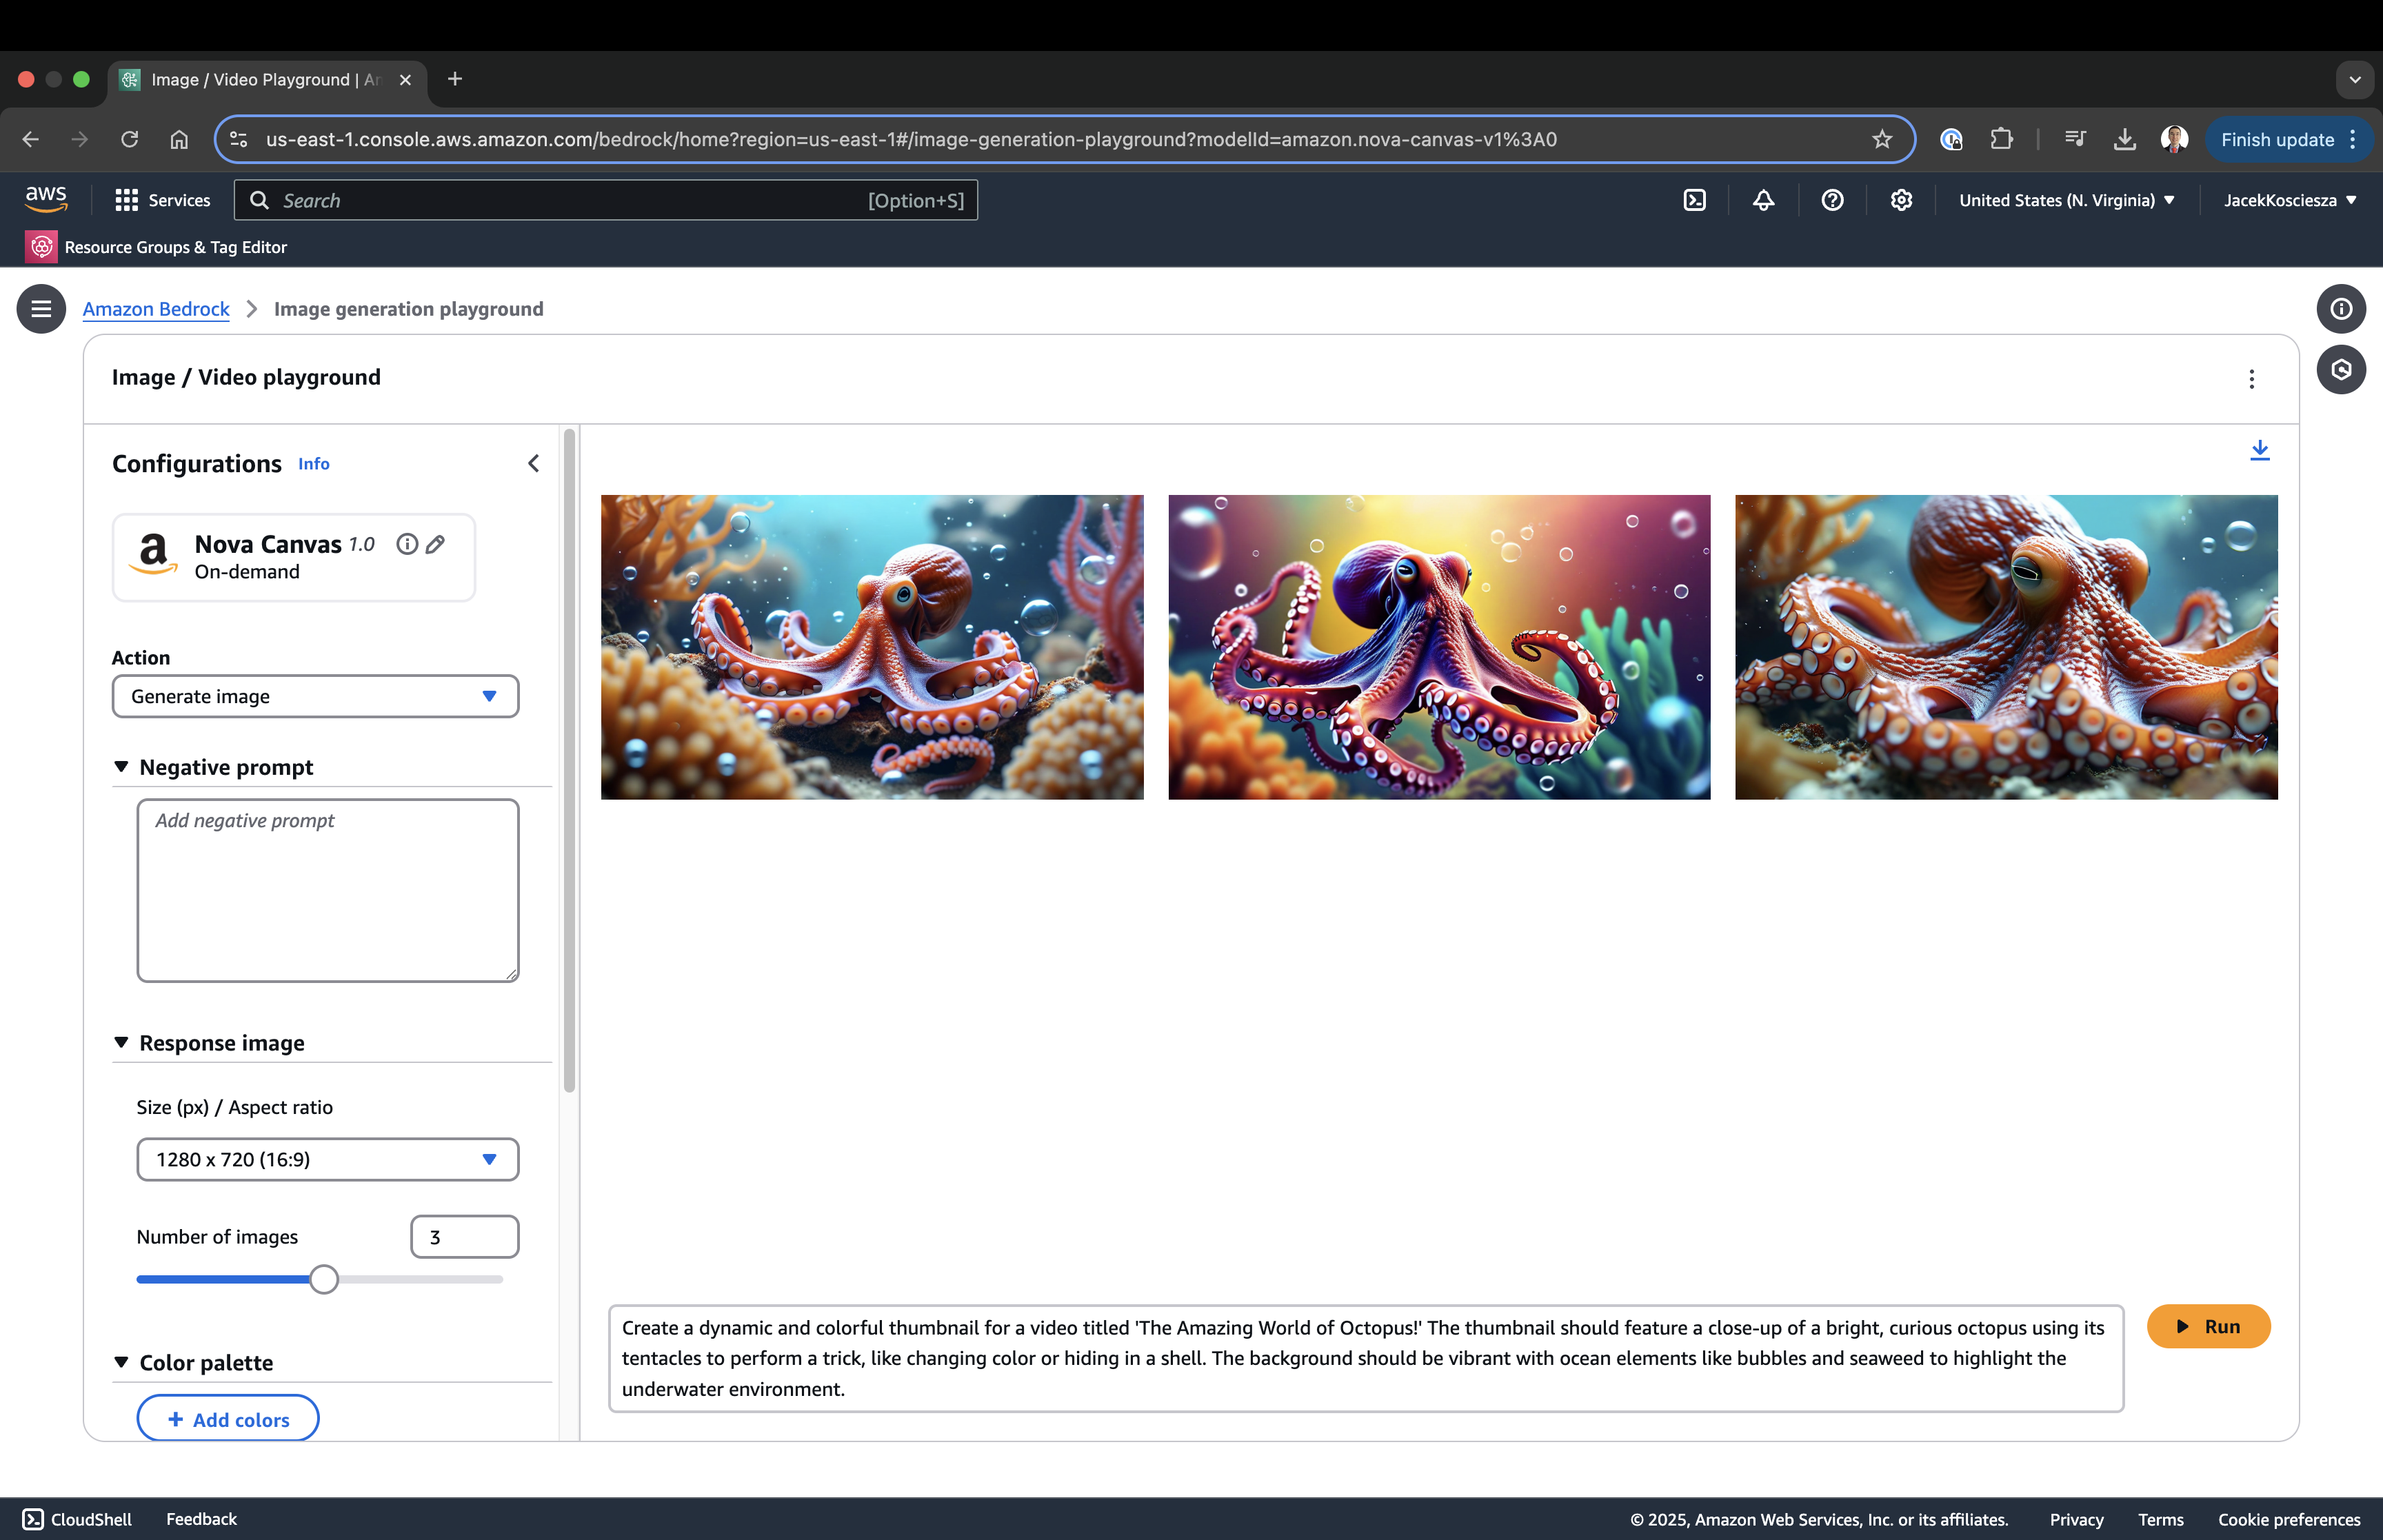 Image / Video Playground | Am
us-east-1.console.aws.amazon.com/bedrock/home?region=us-east-1#/image-generation-playground?modelId=amazon.nova-canvas-v1%3A0
Finish update
aws
Services
Search
[Option+S]
United States (N. Virginia)
JacekKosciesza
Resource Groups & Tag Editor
Amazon Bedrock
Image generation playground
Image / Video playground
Configurations
Info
a
Nova Canvas 1.0
On-demand
Action
Generate image
Negative prompt
Add negative prompt
Response image
Size (px) / Aspect ratio
1280 x 720 (16:9)
Number of images
3
Color palette
+ Add colors
Create a dynamic and colorful thumbnail for a video titled 'The Amazing World of Octopus!' The thumbnail should feature a close-up of a bright, curious octopus using its
tentacles to perform a trick, like changing color or hiding in a shell. The background should be vibrant with ocean elements like bubbles and seaweed to highlight the
underwater environment.
Run
CloudShell
Feedback
© 2025, Amazon Web Services, Inc. or its affiliates.
Privacy
Terms
Cookie preferences